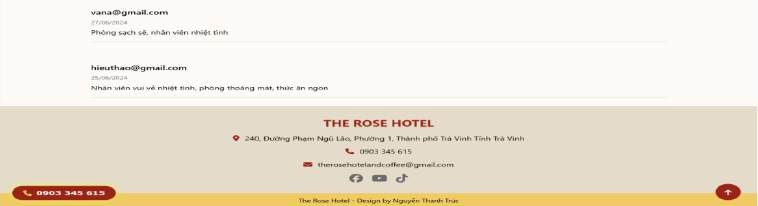 vana@gmail.com
27/06/2024
Phòng sạch sẽ, nhân viên nhiệt tình
hieuthao@gmail.com
26/06/2024
Nhân viên vui vẻ nhiệt tình, phòng thoáng mát, thức ăn ngon
THE ROSE HOTEL
240, Đường Phạm Ngũ Lão, Phường 1, Thành phố Trà Vinh Tỉnh Trà Vinh
0903 345 615
therosehotelandcoffee@gmail.com
0903 345 615
The Rose Hotel - Design by Nguyễn Thanh Trúc